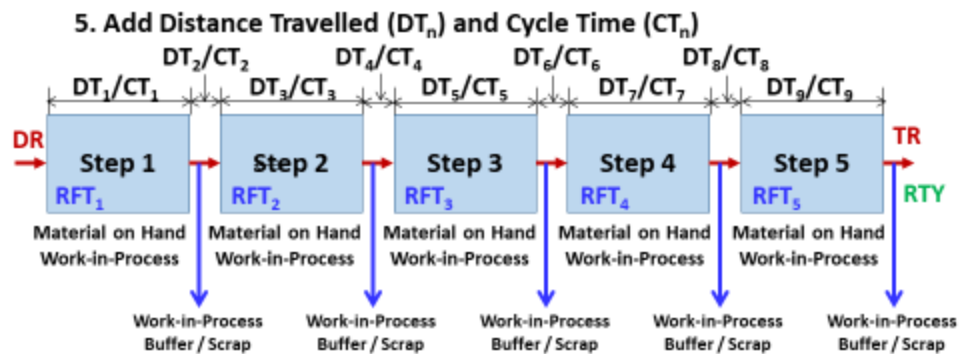 5. Add Distance Travelled (DTₙ) and Cycle Time (CTₙ)
DT₂/CT₂ DT₄/CT₄ DT₆/CT₆ DT₈/CT₈
DT₁/CT₁ DT₃/CT₃ DT₅/CT₅ DT₇/CT₇ DT₉/CT₉
DR TR
Step 1 Step 2 Step 3 Step 4 Step 5
RFT₁ RFT₂ RFT₃ RFT₄ RFT₅ RTY
Material on Hand Material on Hand Material on Hand Material on Hand Material on Hand
Work-in-Process Work-in-Process Work-in-Process Work-in-Process Work-in-Process
Work-in-Process Work-in-Process Work-in-Process Work-in-Process Work-in-Process
Buffer / Scrap Buffer / Scrap Buffer / Scrap Buffer / Scrap Buffer / Scrap